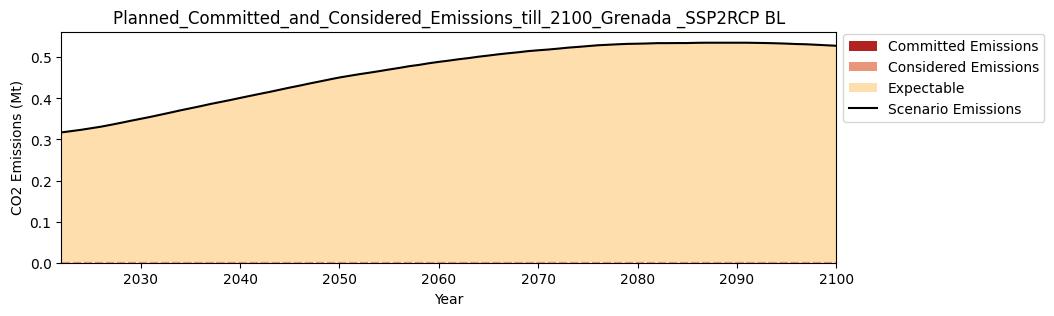 Planned_Committed_and_Considered_Emissions_till_2100_Grenada _SSP2RCP BL
CO2 Emissions (Mt)
0.5
0.4
0.3
0.2
0.1
0.0
2030 2040 2050 2060 2070 2080 2090 2100
Year
Committed Emissions
Considered Emissions
Expectable
Scenario Emissions